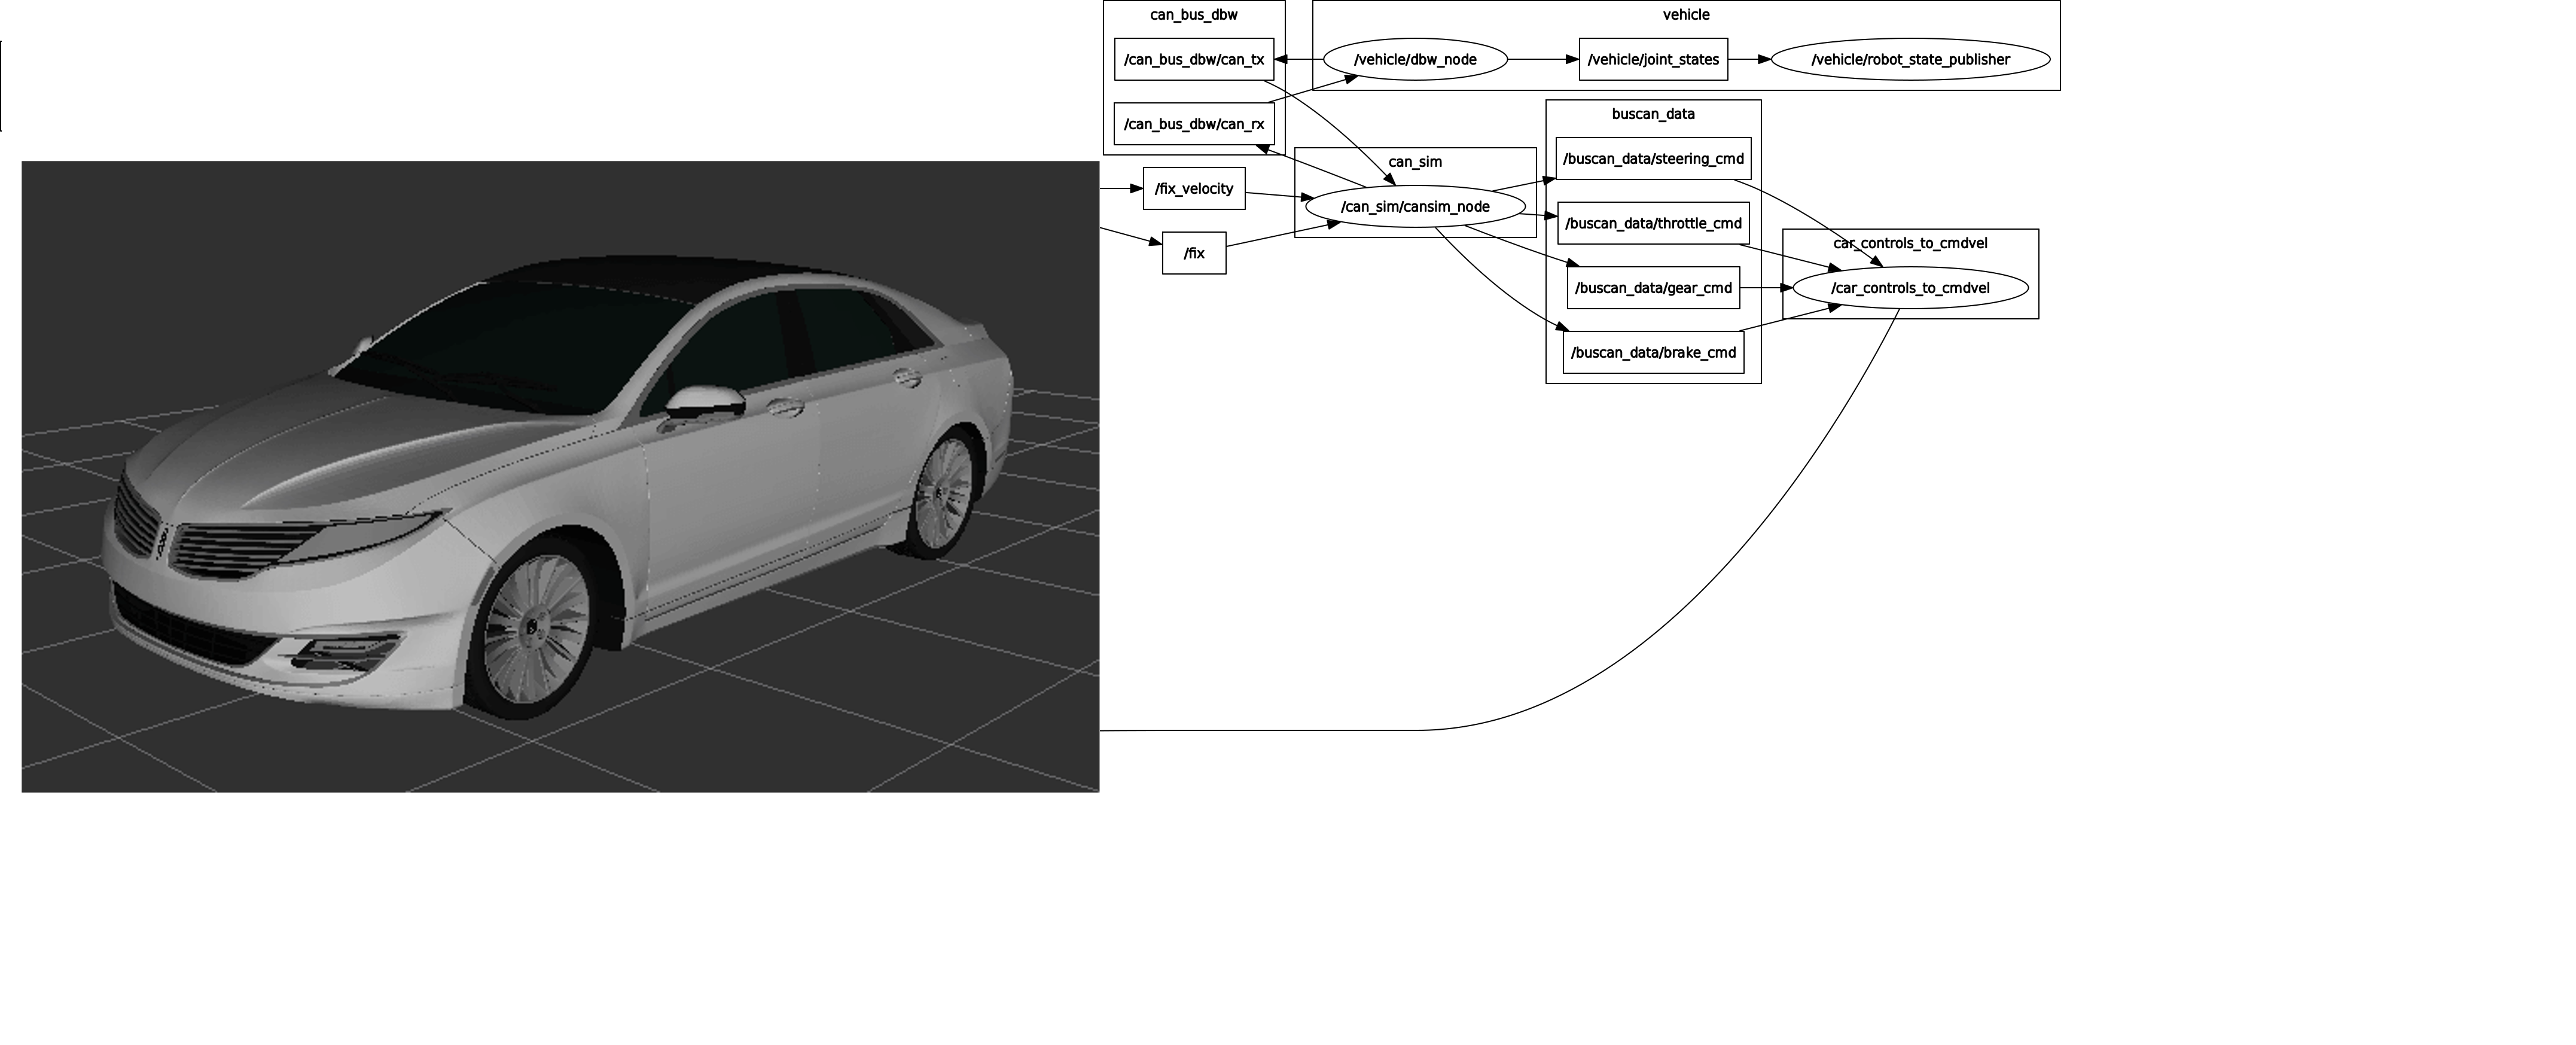 can_bus_dbw
vehicle
/can_bus_dbw/can_tx
/vehicle/dbw_node
/vehicle/joint_states
/vehicle/robot_state_publisher
/can_bus_dbw/can_rx
buscan_data
/buscan_data/steering_cmd
can_sim
/fix_velocity
/can_sim/cansim_node
/buscan_data/throttle_cmd
/fix
car_controls_to_cmdvel
/buscan_data/gear_cmd
/car_controls_to_cmdvel
/buscan_data/brake_cmd